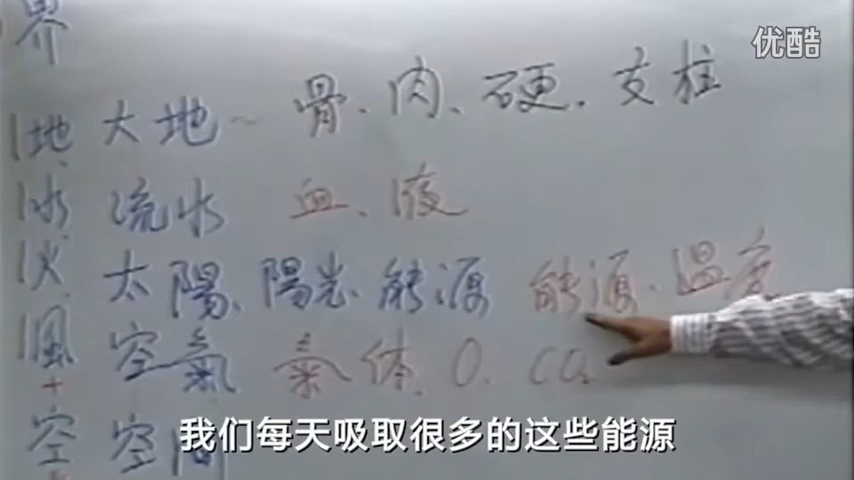 优酷
界
地 大地~ 骨、肉、硬、支柱
水 流水 血、液
火 太陽、陽光、能源 能源、温度
風 空氣 氣体、O、CO₂
+
空 空間
我们每天吸取很多的这些能源